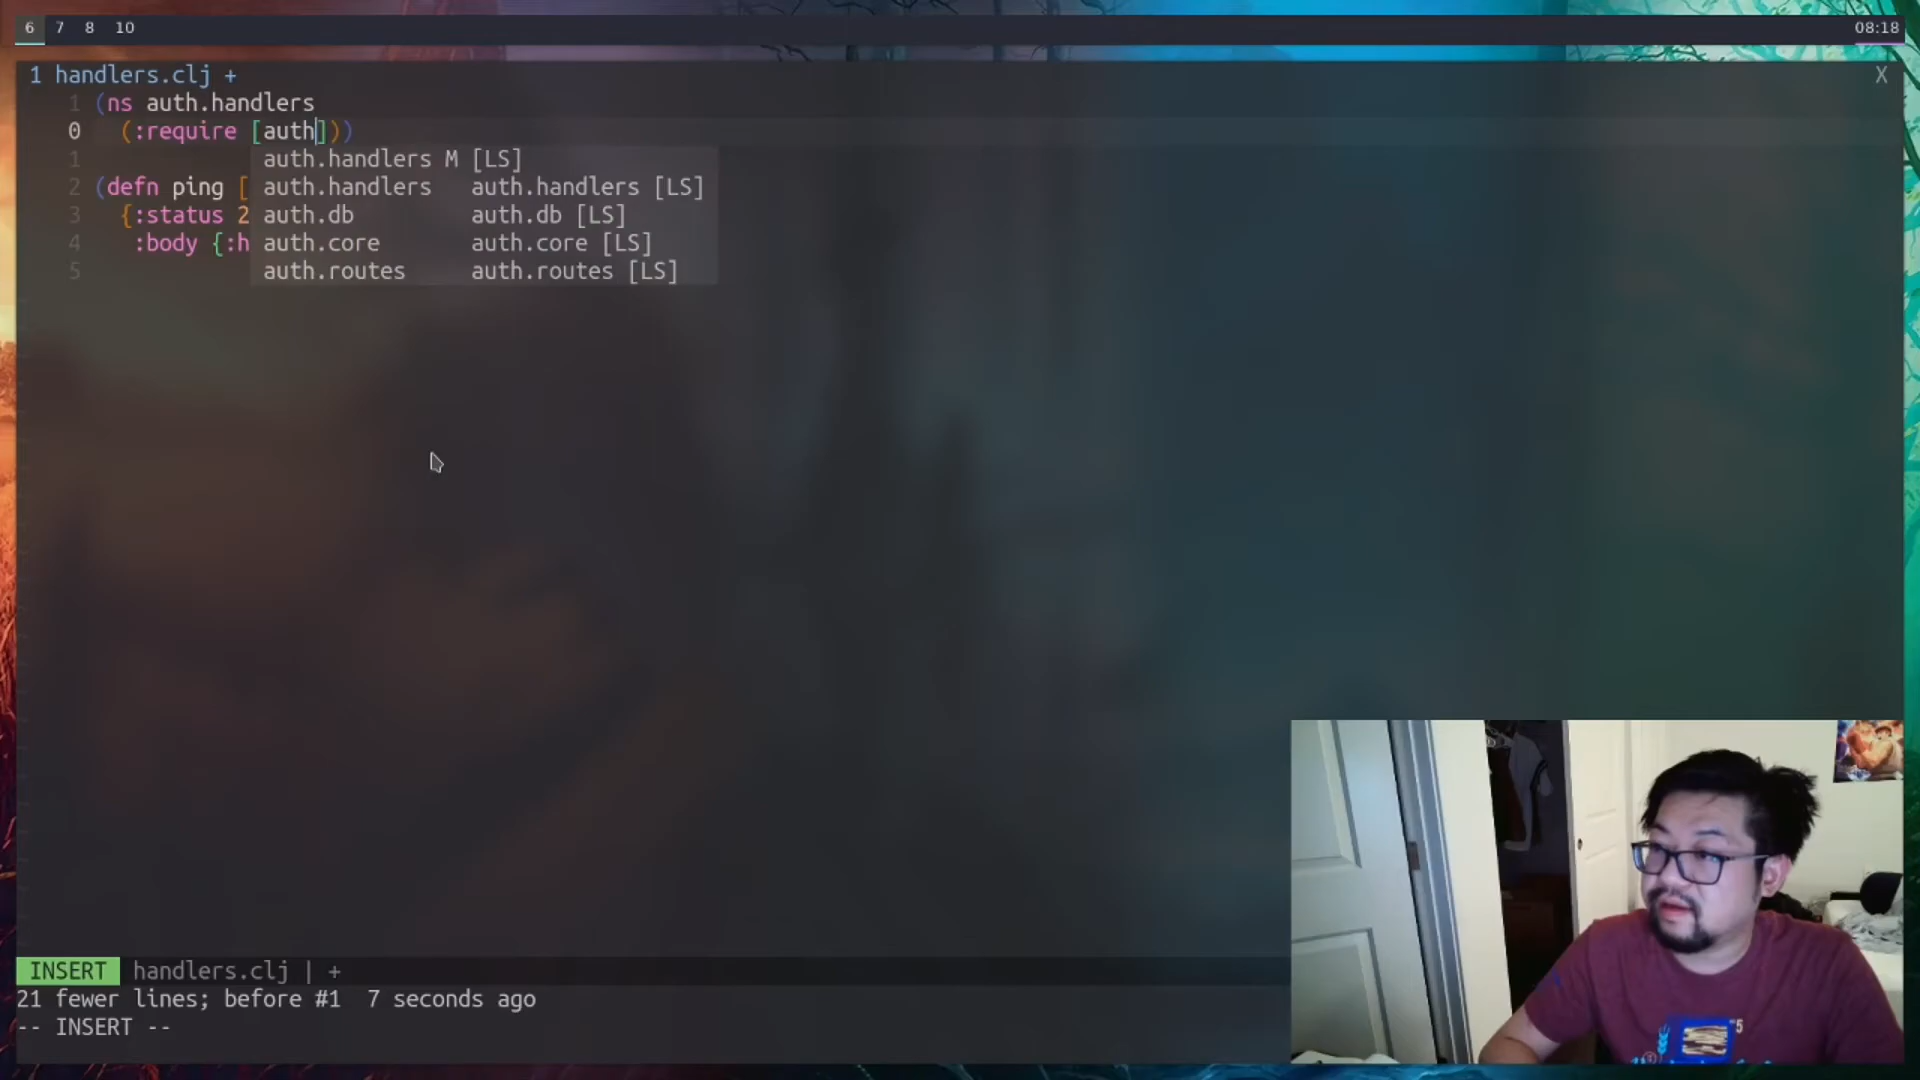 6 7 8 10 08:18
1 handlers.clj + X
1 (ns auth.handlers
0 (:require [auth]))
1 auth.handlers M [LS]
2 (defn ping [ auth.handlers auth.handlers [LS]
3 {:status 2 auth.db auth.db [LS]
4 :body {:h auth.core auth.core [LS]
5 auth.routes auth.routes [LS]
INSERT handlers.clj | +
21 fewer lines; before #1 7 seconds ago
-- INSERT --